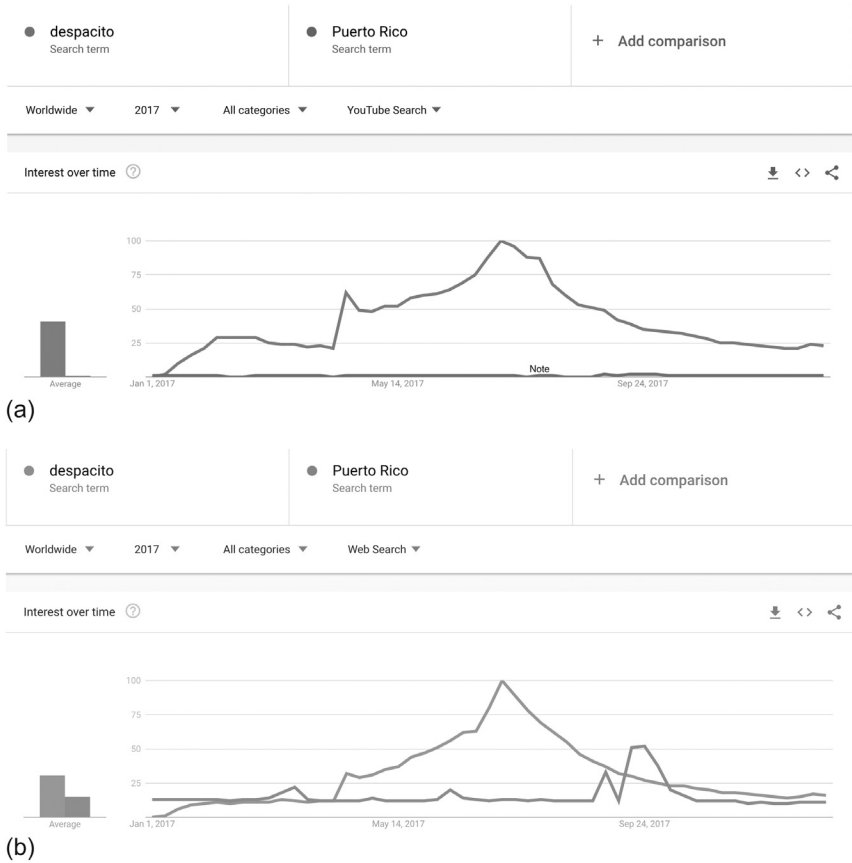 despacito
Search term
Puerto Rico
Search term
+ Add comparison
Worldwide
2017
All categories
YouTube Search
Interest over time ?
100
75
50
25
Note
Average
Jan 1, 2017
May 14, 2017
Sep 24, 2017
(a)
despacito
Search term
Puerto Rico
Search term
+ Add comparison
Worldwide
2017
All categories
Web Search
Interest over time ?
100
75
50
25
Average
Jan 1, 2017
May 14, 2017
Sep 24, 2017
(b)